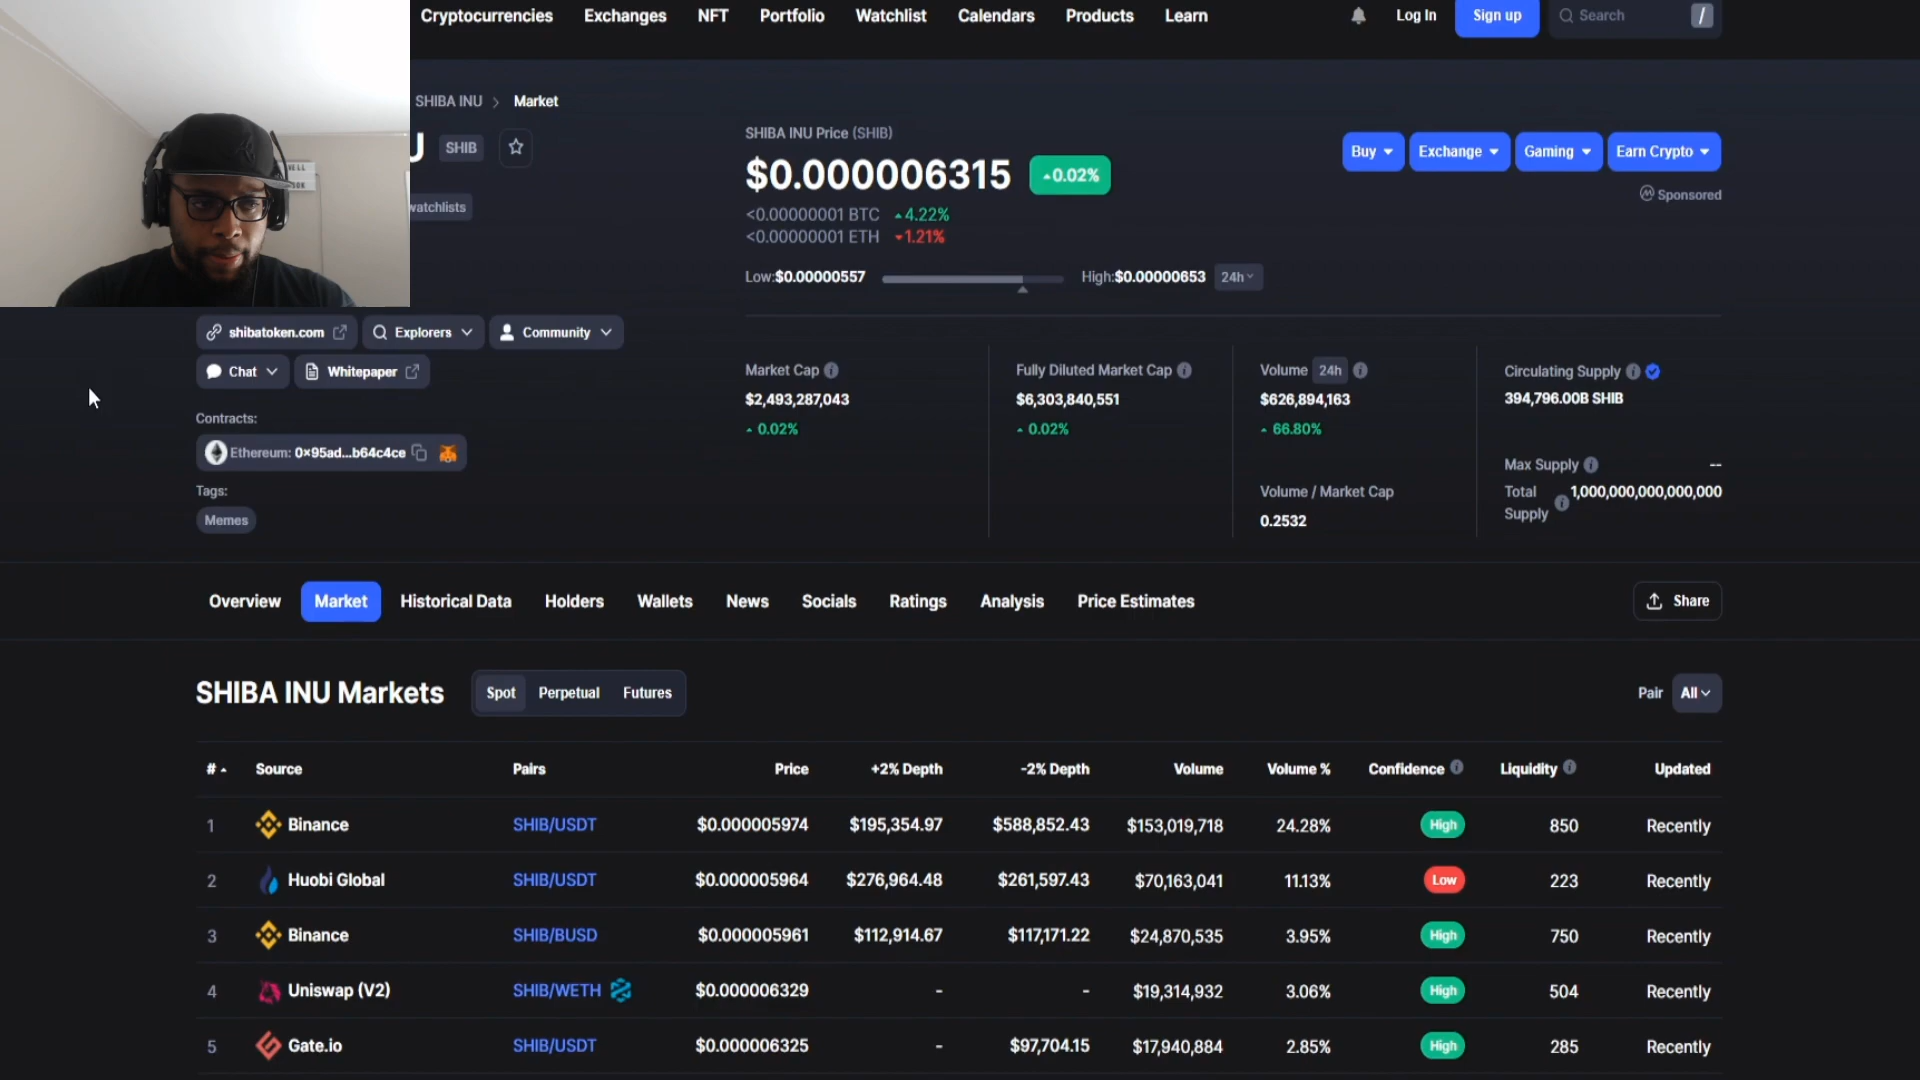 Cryptocurrencies Exchanges NFT Portfolio Watchlist Calendars Products Learn Log In Sign up Search /
SHIBA INU > Market
SHIB
watchlists
SHIBA INU Price (SHIB)
$0.000006315 0.02%
<0.00000001 BTC 4.22%
<0.00000001 ETH 1.21%
Low:$0.00000557 High:$0.00000653 24h
Buy Exchange Gaming Earn Crypto
Sponsored
shibatoken.com Explorers Community
Chat Whitepaper
Contracts:
Ethereum: 0x95ad...b64c4ce
Tags:
Memes
Market Cap
$2,493,287,043
0.02%
Fully Diluted Market Cap
$6,303,840,551
0.02%
Volume 24h
$626,894,163
66.80%
Volume / Market Cap
0.2532
Circulating Supply
394,796.00B SHIB
Max Supply --
Total Supply 1,000,000,000,000,000
Overview Market Historical Data Holders Wallets News Socials Ratings Analysis Price Estimates Share
SHIBA INU Markets Spot Perpetual Futures Pair All
# Source Pairs Price +2% Depth -2% Depth Volume Volume % Confidence Liquidity Updated
1 Binance SHIB/USDT $0.000005974 $195,354.97 $588,852.43 $153,019,718 24.28% High 850 Recently
2 Huobi Global SHIB/USDT $0.000005964 $276,964.48 $261,597.43 $70,163,041 11.13% Low 223 Recently
3 Binance SHIB/BUSD $0.000005961 $112,914.67 $117,171.22 $24,870,535 3.95% High 750 Recently
4 Uniswap (V2) SHIB/WETH $0.000006329 - - $19,314,932 3.06% High 504 Recently
5 Gate.io SHIB/USDT $0.000006325 - $97,704.15 $17,940,884 2.85% High 285 Recently